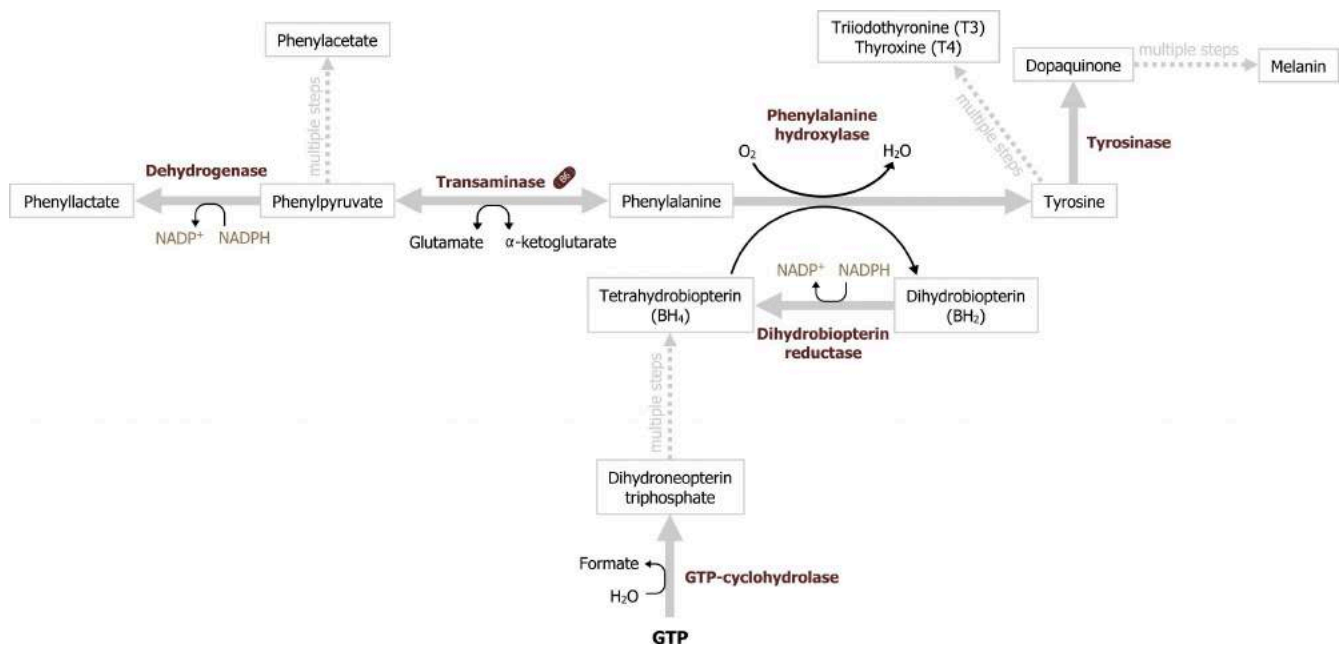 Triiodothyronine (T3)
Thyroxine (T4)
Phenylacetate
multiple steps
Dopaquinone
multiple steps
Melanin
multiple steps
Tyrosinase
Phenylalanine
hydroxylase
O₂
H₂O
Dehydrogenase
Transaminase
B6
Phenyllactate
Phenylpyruvate
Phenylalanine
Tyrosine
NADP⁺
NADPH
Glutamate
α-ketoglutarate
NADP⁺
NADPH
Tetrahydrobiopterin
(BH₄)
Dihydrobiopterin
(BH₂)
Dihydrobiopterin
reductase
multiple steps
Dihydroneopterin
triphosphate
Formate
H₂O
GTP-cyclohydrolase
GTP